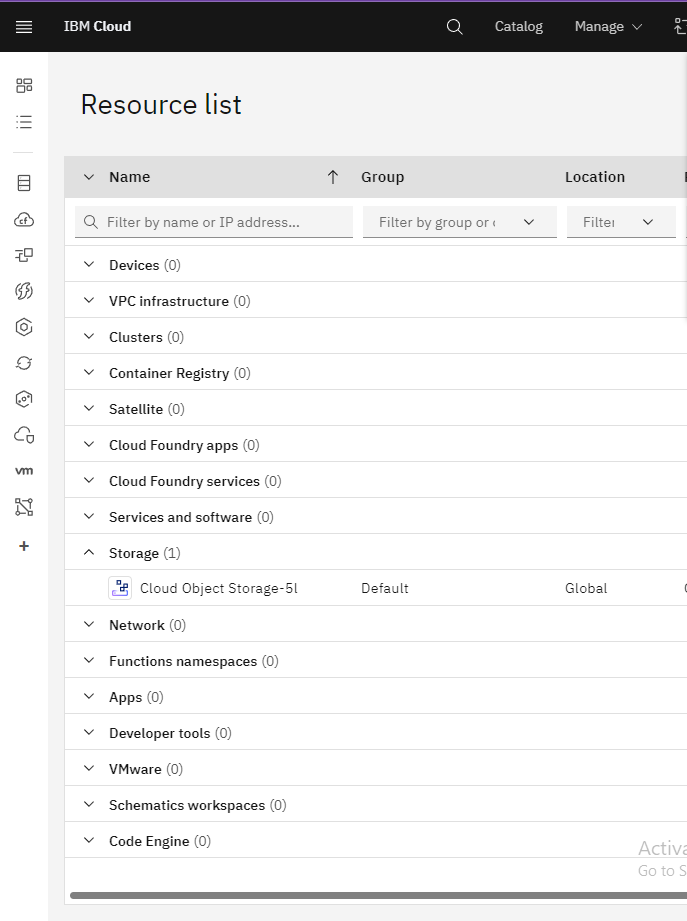 IBM Cloud Catalog Manage
Resource list
Name Group Location
Filter by name or IP address... Filter by group or
Devices (0)
VPC infrastructure (0)
Clusters (0)
Container Registry (0)
Satellite (0)
Cloud Foundry apps (0)
Cloud Foundry services (0)
Services and software (0)
Storage (1)
Cloud Object Storage-5l Default Global
Network (0)
Functions namespaces (0)
Apps (0)
Developer tools (0)
VMware (0)
Schematics workspaces (0)
Code Engine (0)
Go to S
cf
vm